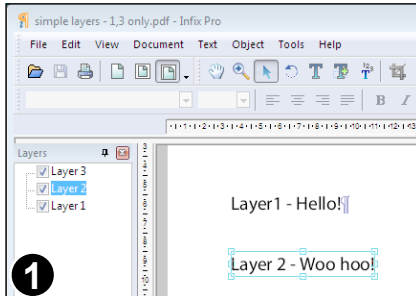 simple layers - 1,3 only.pdf - Infix Pro
File Edit View Document Text Object Tools Help
T T
B I
Layers
Layer 3
Layer 2
Layer 1
Layer1 - Hello!¶
Layer 2 - Woo hoo!
1